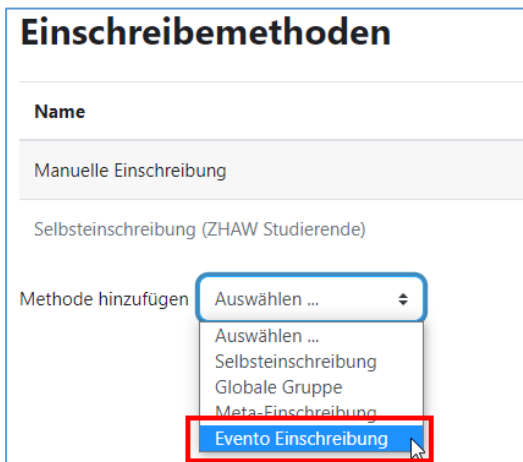 Einschreibemethoden
Name
Manuelle Einschreibung
Selbsteinschreibung (ZHAW Studierende)
Methode hinzufügen Auswählen ...
Auswählen ...
Selbsteinschreibung
Globale Gruppe
Meta-Einschreibung
Evento Einschreibung